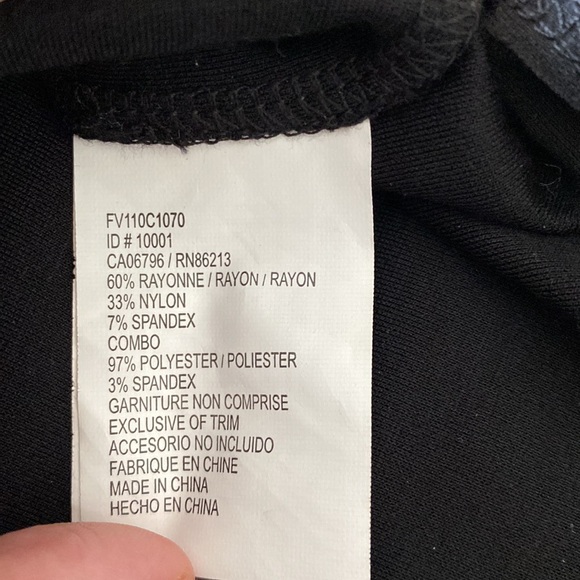 FV110C1070
ID # 10001
CA06796 / RN86213
60% RAYONNE / RAYON / RAYON
33% NYLON
7% SPANDEX
COMBO
97% POLYESTER / POLIESTER
3% SPANDEX
GARNITURE NON COMPRISE
EXCLUSIVE OF TRIM
ACCESORIO NO INCLUIDO
FABRIQUE EN CHINE
MADE IN CHINA
HECHO EN CHINA